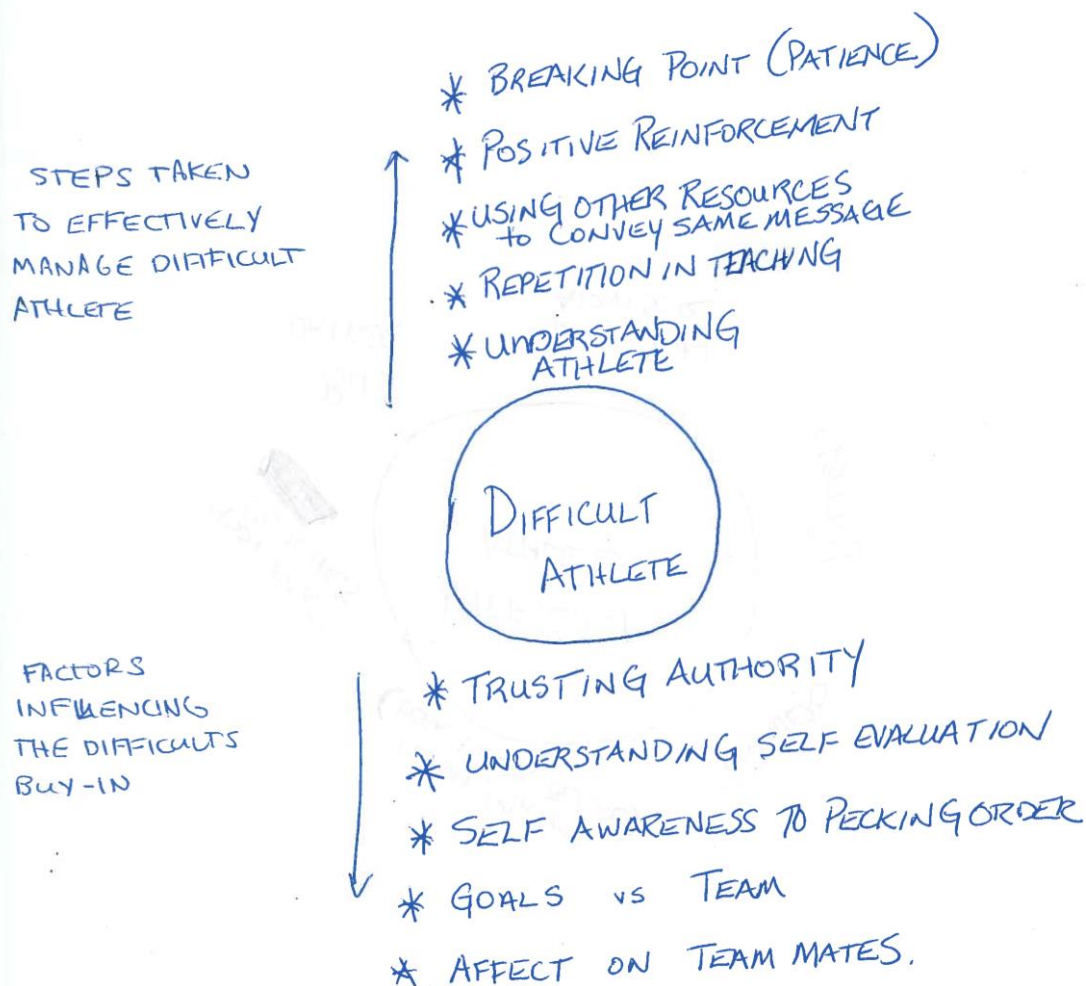 * BREAKING POINT (PATIENCE)
* POSITIVE REINFORCEMENT
* USING OTHER RESOURCES
to CONVEY SAME MESSAGE
* REPETITION IN TEACHING
* UNDERSTANDING
ATHLETE
STEPS TAKEN
TO EFFECTIVELY
MANAGE DIFIFICULT
ATHLETE
DIFFICULT
ATHLETE
FACTORS
INFLUENCING
THE DIFFICULTS
BUY-IN
* TRUSTING AUTHORITY
* UNDERSTANDING SELF EVALUATION
* SELF AWARENESS TO PECKING ORDER
* GOALS vs TEAM
* AFFECT ON TEAM MATES.